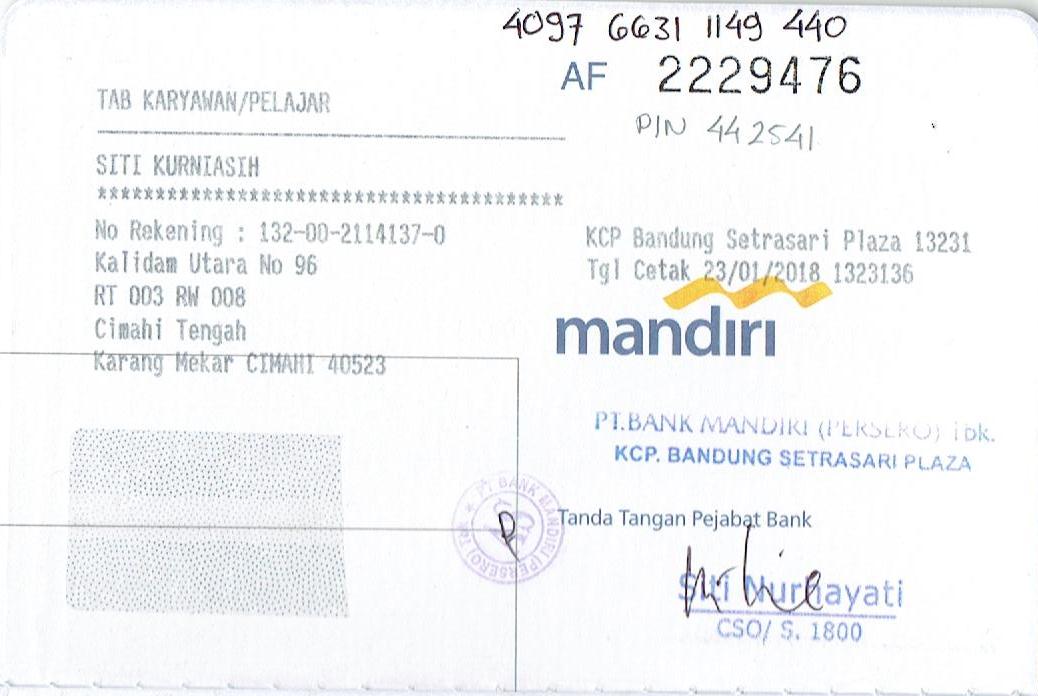 4097 6631 1149 440
AF 2229476
PIN 442541
TAB KARYAWAN/PELAJAR
SITI KURNIASIH
****************************************
No Rekening : 132-00-2114137-0
Kalidam Utara No 96
RT 003 RW 008
Cimahi Tengah
Karang Mekar CIMAHI 40523
KCP Bandung Setrasari Plaza 13231
Tgl Cetak 23/01/2018 1323136
mandiri
PT.BANK MANDIRI (PERSERO) Tbk.
KCP. BANDUNG SETRASARI PLAZA
PT BANK MANDIRI (PERSERO)
Tanda Tangan Pejabat Bank
Siti Nurhayati
CSO/ S. 1800